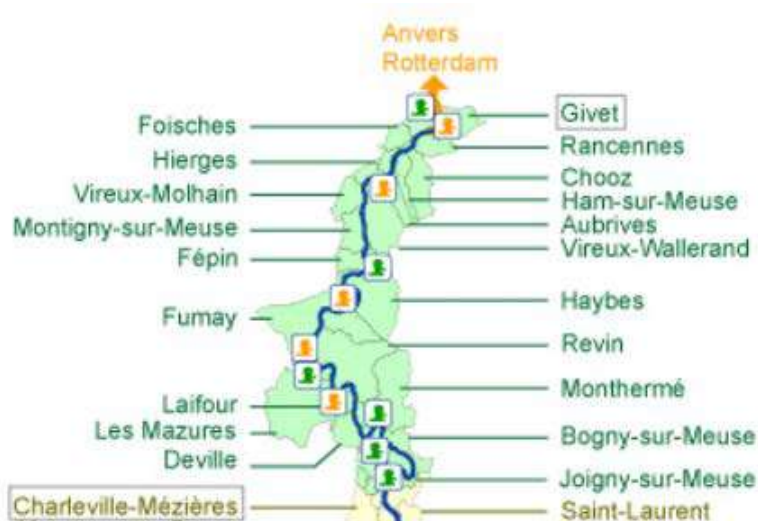 Anvers
Rotterdam
Givet
Foisches
Rancennes
Hierges
Chooz
Vireux-Molhain
Ham-sur-Meuse
Montigny-sur-Meuse
Aubrives
Vireux-Wallerand
Fépin
Haybes
Fumay
Revin
Monthermé
Laifour
Les Mazures
Bogny-sur-Meuse
Deville
Joigny-sur-Meuse
Charleville-Mézières
Saint-Laurent